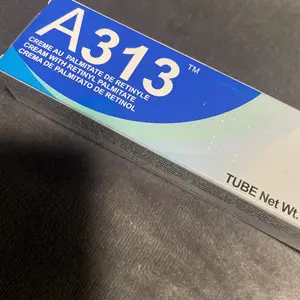 A313™
CREME AU PALMITATE DE RETINYLE
CREAM WITH RETINYL PALMITATE
CREMA DE PALMITATO DE RETINOL
TUBE Net Wt.